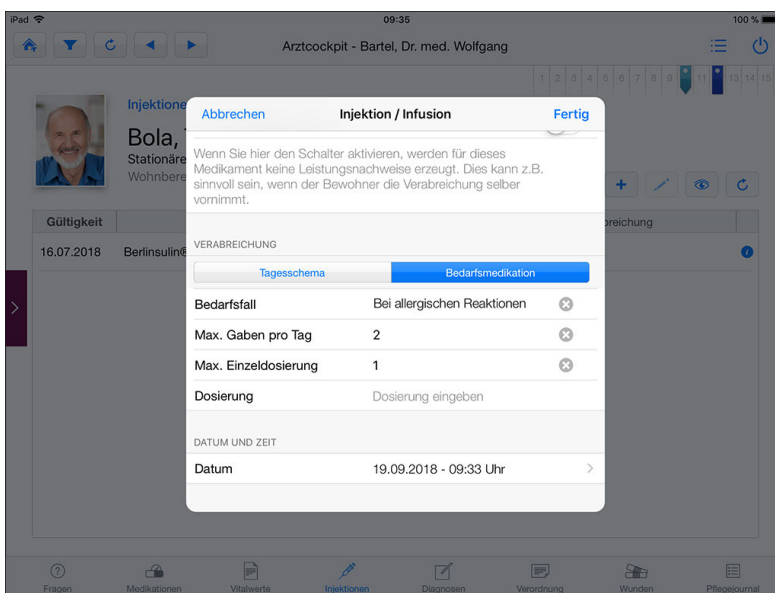 iPad 09:35 100 %
Arztcockpit - Bartel, Dr. med. Wolfgang
1 2 3 4 5 6 7 8 9 11 13 14 15
Injektione
Bola,
Stationäre
Wohnbere
Gültigkeit breichung
16.07.2018 Berlinsulin®
Abbrechen Injektion / Infusion Fertig
Wenn Sie hier den Schalter aktivieren, werden für dieses
Medikament keine Leistungsnachweise erzeugt. Dies kann z.B.
sinnvoll sein, wenn der Bewohner die Verabreichung selber
vornimmt.
VERABREICHUNG
Tagesschema Bedarfsmedikation
Bedarfsfall Bei allergischen Reaktionen
Max. Gaben pro Tag 2
Max. Einzeldosierung 1
Dosierung Dosierung eingeben
DATUM UND ZEIT
Datum 19.09.2018 - 09:33 Uhr
Fragen Medikationen Vitalwerte Injektionen Diagnosen Verordnung Wunden Pflegejournal